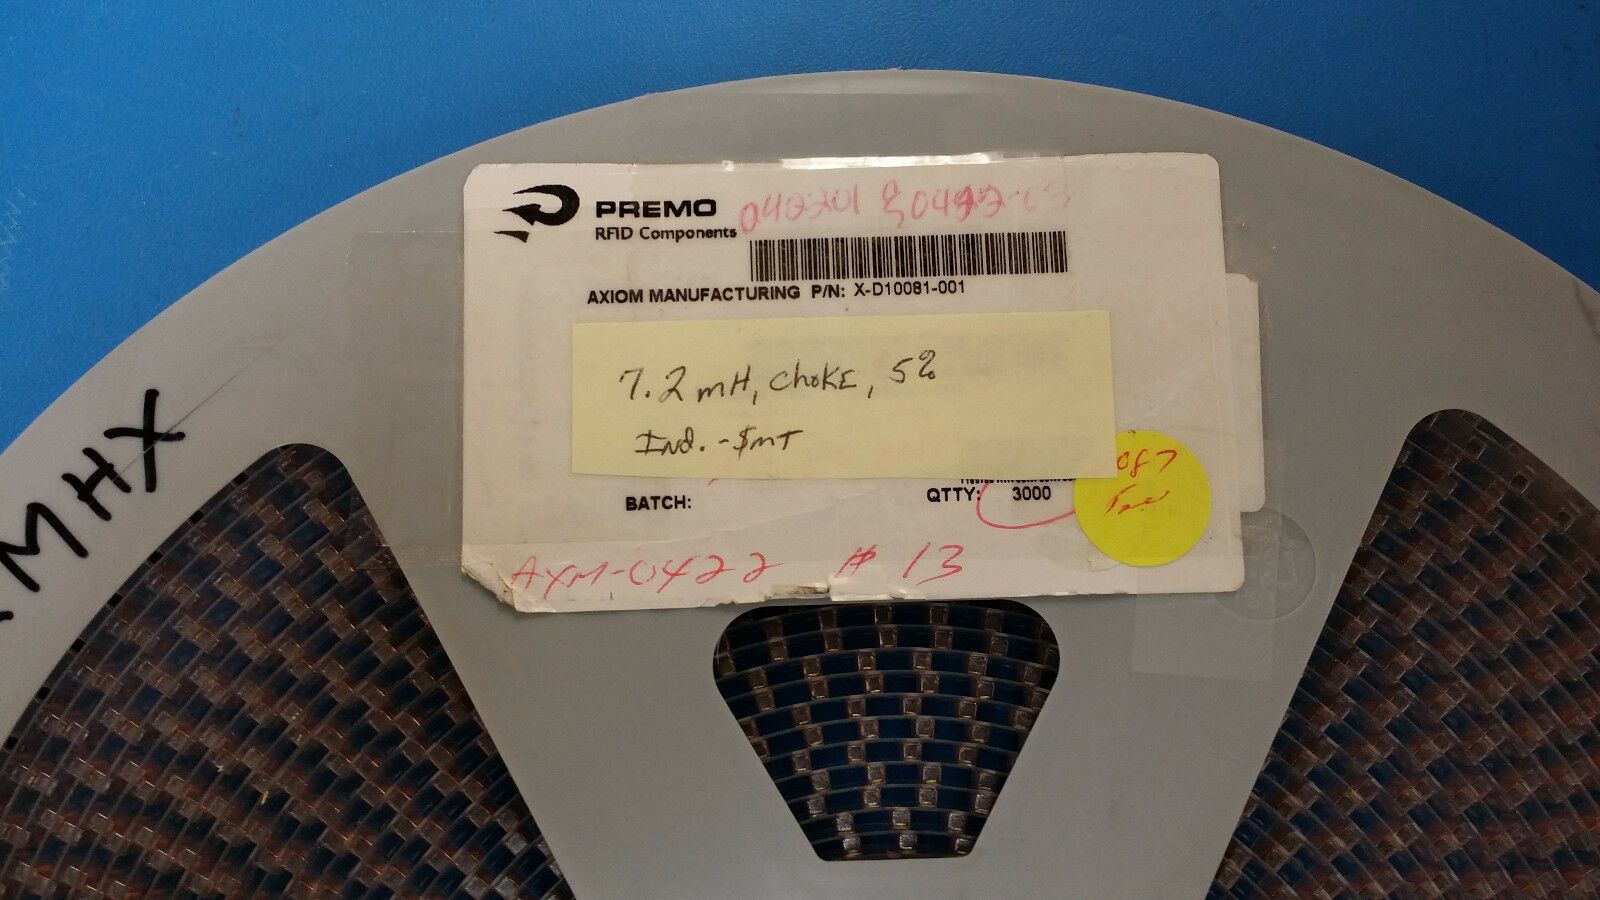 PREMO
RFID Components
AXIOM MANUFACTURING P/N: X-D10081-001
7.2 mH, choKE, 5%
Ind. - SMT
BATCH:
QTTY: 3000
AXM-0422 # 13
MHX